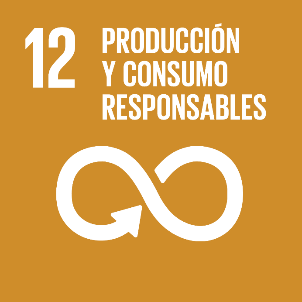 12
PRODUCCIÓN
Y CONSUMO
RESPONSABLES